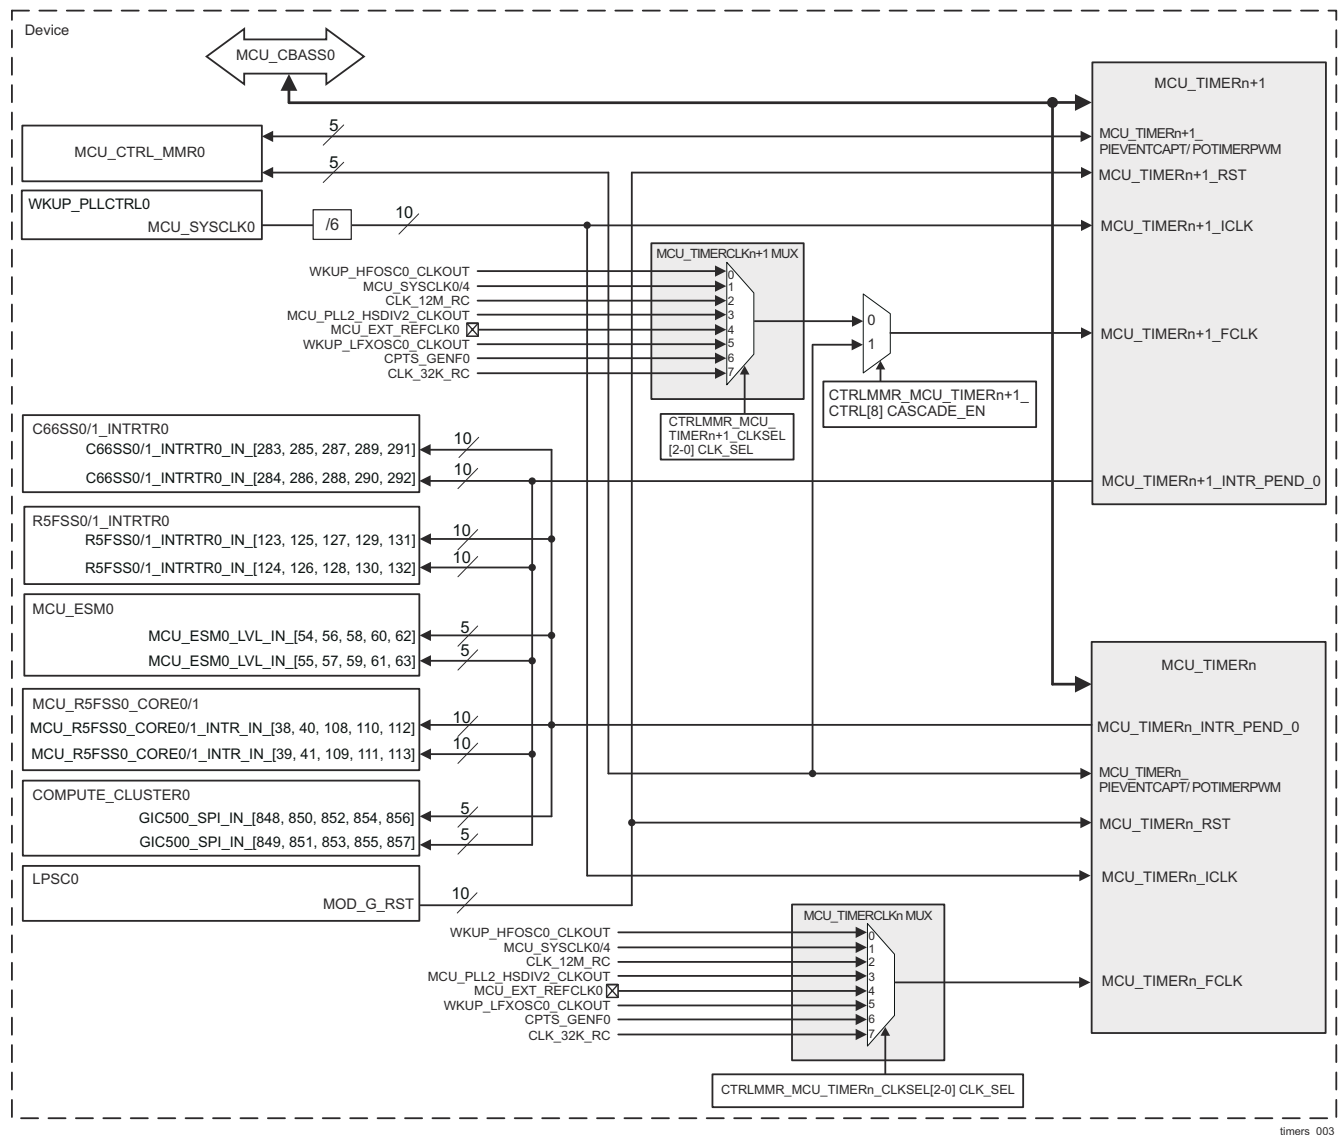 Device
MCU_CBASS0
MCU_TIMERn+1
MCU_CTRL_MMR0
5
MCU_TIMERn+1_
PIEVENTCAPT/ POTIMERPWM
5
MCU_TIMERn+1_RST
WKUP_PLLCTRL0
MCU_SYSCLK0
/6
10
MCU_TIMERn+1_ICLK
MCU_TIMERCLKn+1 MUX
WKUP_HFOSC0_CLKOUT
0
MCU_SYSCLK0/4
1
CLK_12M_RC
2
MCU_PLL2_HSDIV2_CLKOUT
3
MCU_EXT_REFCLK0
4
WKUP_LFXOSC0_CLKOUT
5
CPTS_GENF0
6
CLK_32K_RC
7
0
1
MCU_TIMERn+1_FCLK
CTRLMMR_MCU_TIMERn+1_
CTRL[8] CASCADE_EN
CTRLMMR_MCU_
TIMERn+1_CLKSEL
[2-0] CLK_SEL
C66SS0/1_INTRTR0
C66SS0/1_INTRTR0_IN_[283, 285, 287, 289, 291]
10
C66SS0/1_INTRTR0_IN_[284, 286, 288, 290, 292]
10
MCU_TIMERn+1_INTR_PEND_0
R5FSS0/1_INTRTR0
R5FSS0/1_INTRTR0_IN_[123, 125, 127, 129, 131]
10
R5FSS0/1_INTRTR0_IN_[124, 126, 128, 130, 132]
10
MCU_ESM0
MCU_ESM0_LVL_IN_[54, 56, 58, 60, 62]
5
MCU_ESM0_LVL_IN_[55, 57, 59, 61, 63]
5
MCU_TIMERn
MCU_R5FSS0_CORE0/1
MCU_R5FSS0_CORE0/1_INTR_IN_[38, 40, 108, 110, 112]
10
MCU_TIMERn_INTR_PEND_0
MCU_R5FSS0_CORE0/1_INTR_IN_[39, 41, 109, 111, 113]
10
MCU_TIMERn_
PIEVENTCAPT/ POTIMERPWM
COMPUTE_CLUSTER0
GIC500_SPI_IN_[848, 850, 852, 854, 856]
5
MCU_TIMERn_RST
GIC500_SPI_IN_[849, 851, 853, 855, 857]
5
LPSC0
MCU_TIMERn_ICLK
MOD_G_RST
10
MCU_TIMERCLKn MUX
WKUP_HFOSC0_CLKOUT
0
MCU_SYSCLK0/4
1
CLK_12M_RC
2
MCU_PLL2_HSDIV2_CLKOUT
3
MCU_EXT_REFCLK0
4
WKUP_LFXOSC0_CLKOUT
5
CPTS_GENF0
6
CLK_32K_RC
7
MCU_TIMERn_FCLK
CTRLMMR_MCU_TIMERn_CLKSEL[2-0] CLK_SEL
timers_003